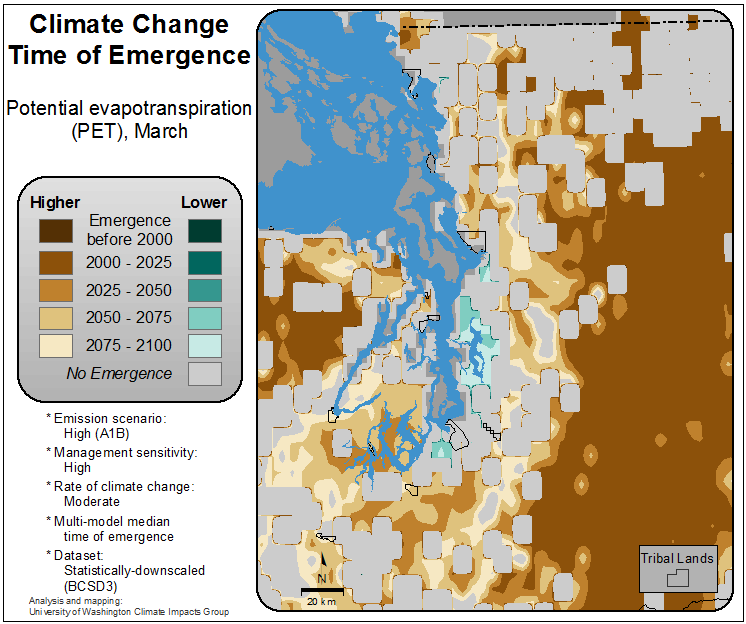 Climate Change
Time of Emergence
Potential evapotranspiration
(PET), March
Higher Lower
Emergence
before 2000
2000 - 2025
2025 - 2050
2050 - 2075
2075 - 2100
No Emergence
* Emission scenario:
High (A1B)
* Management sensitivity:
High
* Rate of climate change:
Moderate
* Multi-model median
time of emergence
* Dataset:
Statistically-downscaled
(BCSD3)
Analysis and mapping:
University of Washington Climate Impacts Group
N
20 km
Tribal Lands